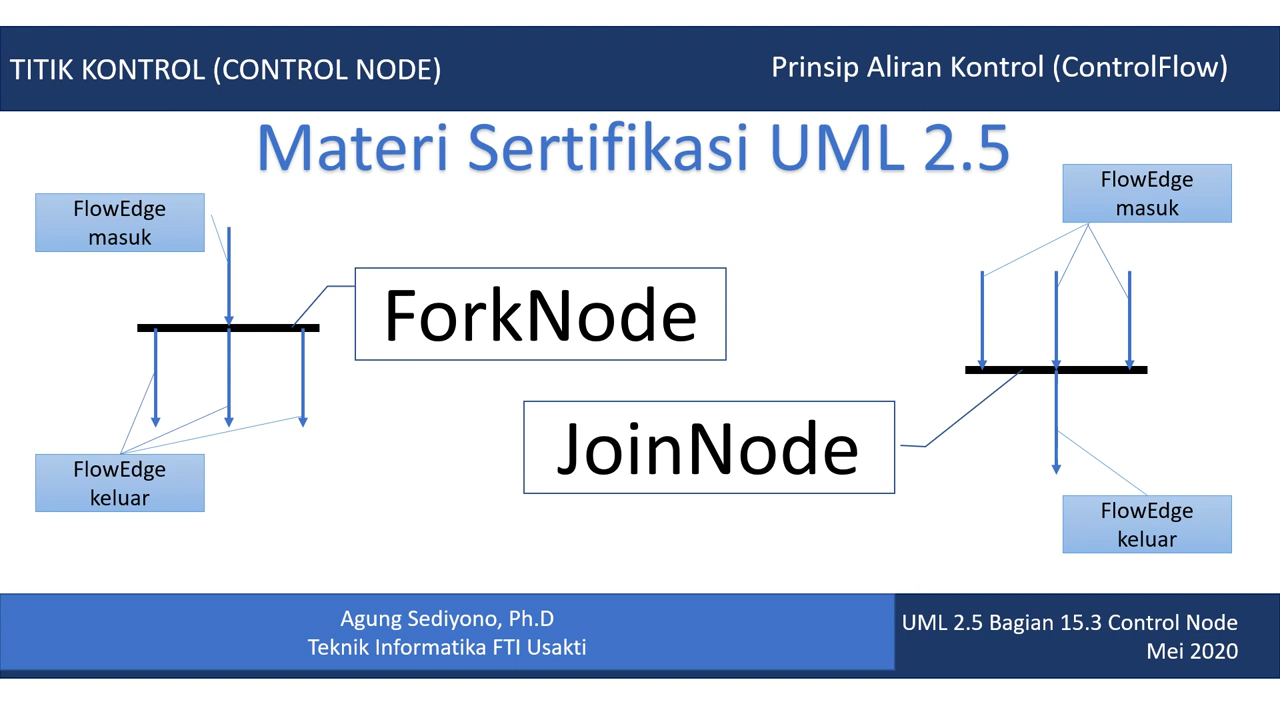 TITIK KONTROL (CONTROL NODE)
Prinsip Aliran Kontrol (ControlFlow)
Materi Sertifikasi UML 2.5
FlowEdge
masuk
FlowEdge
masuk
ForkNode
JoinNode
FlowEdge
keluar
FlowEdge
keluar
Agung Sediyono, Ph.D
Teknik Informatika FTI Usakti
UML 2.5 Bagian 15.3 Control Node
Mei 2020